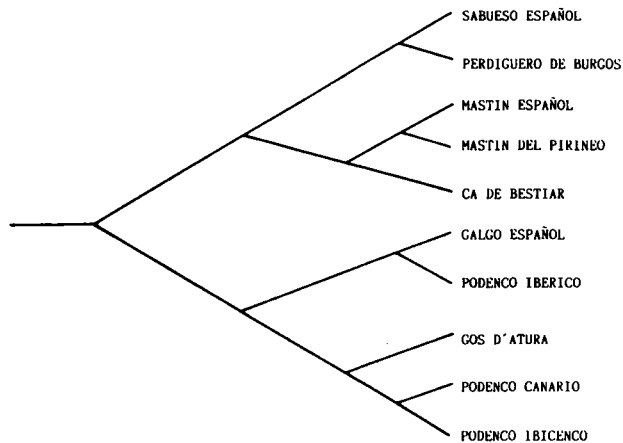 SABUESO ESPAÑOL
PERDIGUERO DE BURGOS
MASTIN ESPAÑOL
MASTIN DEL PIRINEO
CA DE BESTIAR
GALGO ESPAÑOL
PODENCO IBERICO
GOS D'ATURA
PODENCO CANARIO
PODENCO IBICENCO